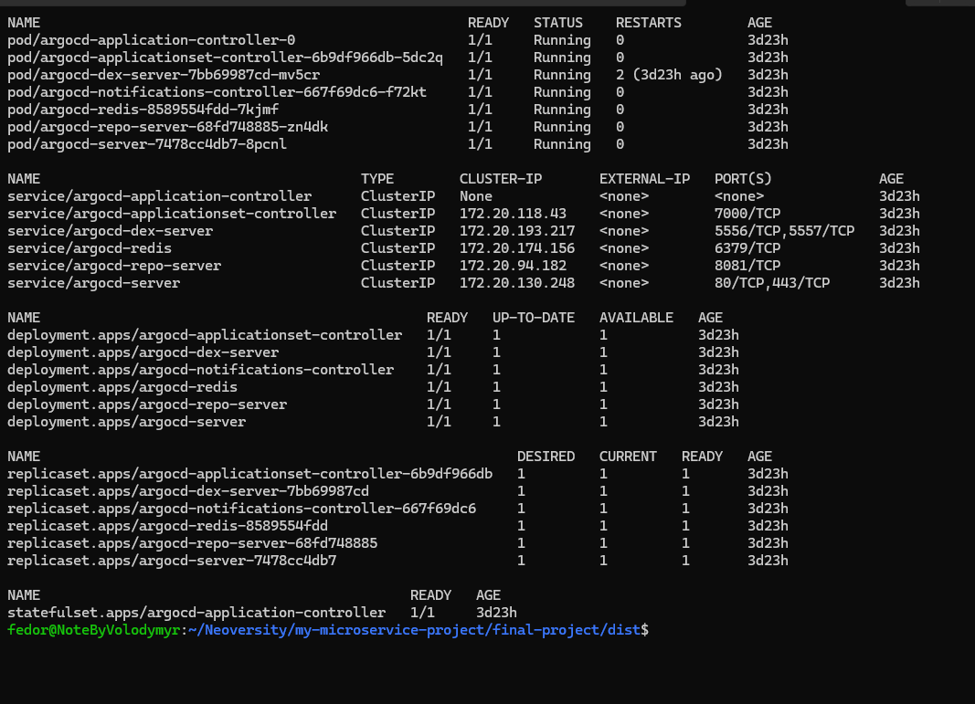 NAME READY STATUS RESTARTS AGE
pod/argocd-application-controller-0 1/1 Running 0 3d23h
pod/argocd-applicationset-controller-6b9df966db-5dc2q 1/1 Running 0 3d23h
pod/argocd-dex-server-7bb69987cd-mv5cr 1/1 Running 2 (3d23h ago) 3d23h
pod/argocd-notifications-controller-667f69dc6-f72kt 1/1 Running 0 3d23h
pod/argocd-redis-8589554fdd-7kjmf 1/1 Running 0 3d23h
pod/argocd-repo-server-68fd748885-zn4dk 1/1 Running 0 3d23h
pod/argocd-server-7478cc4db7-8pcnl 1/1 Running 0 3d23h
NAME TYPE CLUSTER-IP EXTERNAL-IP PORT(S) AGE
service/argocd-application-controller ClusterIP None <none> <none> 3d23h
service/argocd-applicationset-controller ClusterIP 172.20.118.43 <none> 7000/TCP 3d23h
service/argocd-dex-server ClusterIP 172.20.193.217 <none> 5556/TCP,5557/TCP 3d23h
service/argocd-redis ClusterIP 172.20.174.156 <none> 6379/TCP 3d23h
service/argocd-repo-server ClusterIP 172.20.94.182 <none> 8081/TCP 3d23h
service/argocd-server ClusterIP 172.20.130.248 <none> 80/TCP,443/TCP 3d23h
NAME READY UP-TO-DATE AVAILABLE AGE
deployment.apps/argocd-applicationset-controller 1/1 1 1 3d23h
deployment.apps/argocd-dex-server 1/1 1 1 3d23h
deployment.apps/argocd-notifications-controller 1/1 1 1 3d23h
deployment.apps/argocd-redis 1/1 1 1 3d23h
deployment.apps/argocd-repo-server 1/1 1 1 3d23h
deployment.apps/argocd-server 1/1 1 1 3d23h
NAME DESIRED CURRENT READY AGE
replicaset.apps/argocd-applicationset-controller-6b9df966db 1 1 1 3d23h
replicaset.apps/argocd-dex-server-7bb69987cd 1 1 1 3d23h
replicaset.apps/argocd-notifications-controller-667f69dc6 1 1 1 3d23h
replicaset.apps/argocd-redis-8589554fdd 1 1 1 3d23h
replicaset.apps/argocd-repo-server-68fd748885 1 1 1 3d23h
replicaset.apps/argocd-server-7478cc4db7 1 1 1 3d23h
NAME READY AGE
statefulset.apps/argocd-application-controller 1/1 3d23h
fedor@NoteByVolodymyr:~/Neoversity/my-microservice-project/final-project/dist$